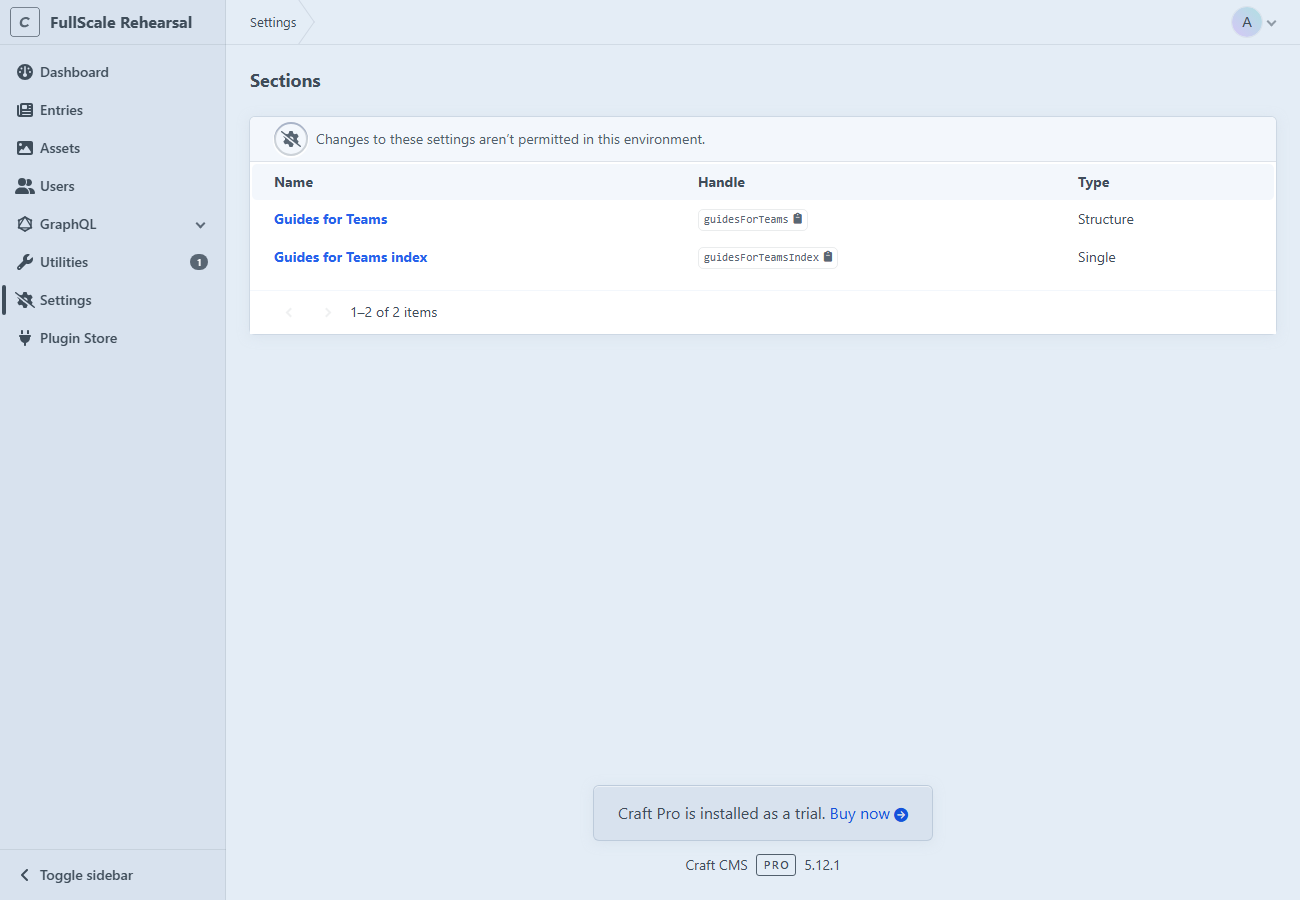 C FullScale Rehearsal
Settings
A
Dashboard
Entries
Assets
Users
GraphQL
Utilities 1
Settings
Plugin Store
Toggle sidebar
Sections
Changes to these settings aren’t permitted in this environment.
Name Handle Type
Guides for Teams guidesForTeams Structure
Guides for Teams index guidesForTeamsIndex Single
1–2 of 2 items
Craft Pro is installed as a trial. Buy now
Craft CMS PRO 5.12.1